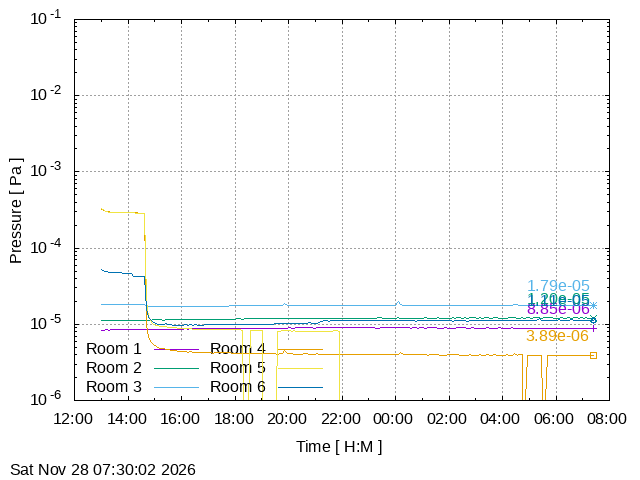 10^-1
10^-2
10^-3
10^-4
10^-5
10^-6
Pressure [ Pa ]
1.79e-05
8.85e-06
3.89e-06
Room 1 Room 4
Room 2 Room 5
Room 3 Room 6
12:00 14:00 16:00 18:00 20:00 22:00 00:00 02:00 04:00 06:00 08:00
Time [ H:M ]
Sat Nov 28 07:30:02 2026